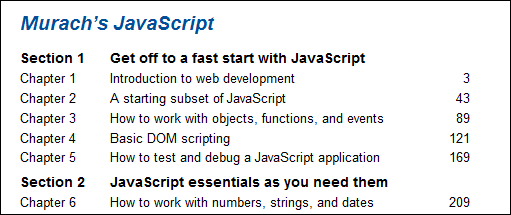 Murach's JavaScript
Section 1 Get off to a fast start with JavaScript
Chapter 1 Introduction to web development 3
Chapter 2 A starting subset of JavaScript 43
Chapter 3 How to work with objects, functions, and events 89
Chapter 4 Basic DOM scripting 121
Chapter 5 How to test and debug a JavaScript application 169
Section 2 JavaScript essentials as you need them
Chapter 6 How to work with numbers, strings, and dates 209